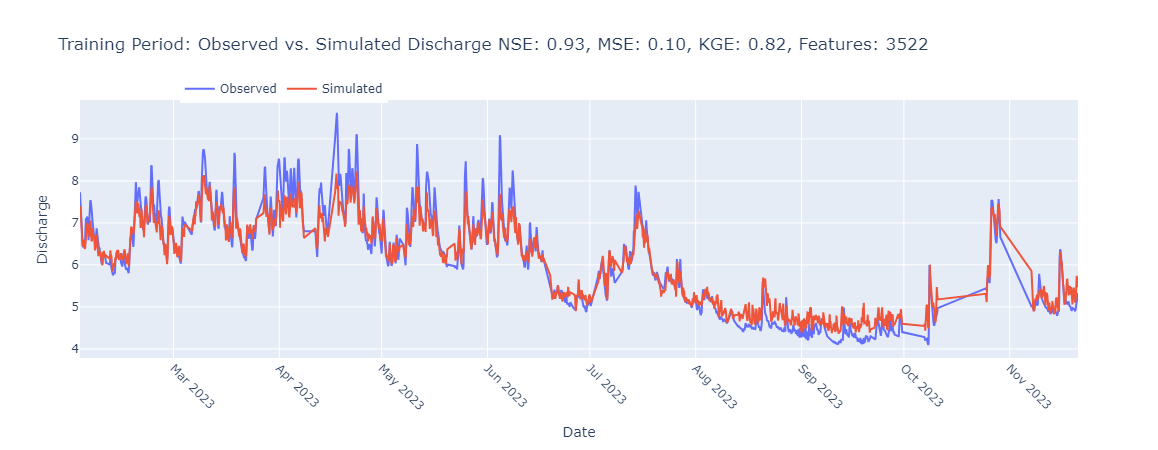 Training Period: Observed vs. Simulated Discharge NSE: 0.93, MSE: 0.10, KGE: 0.82, Features: 3522
Observed
Simulated
Discharge
9
8
7
6
5
4
Mar 2023
Apr 2023
May 2023
Jun 2023
Jul 2023
Aug 2023
Sep 2023
Oct 2023
Nov 2023
Date